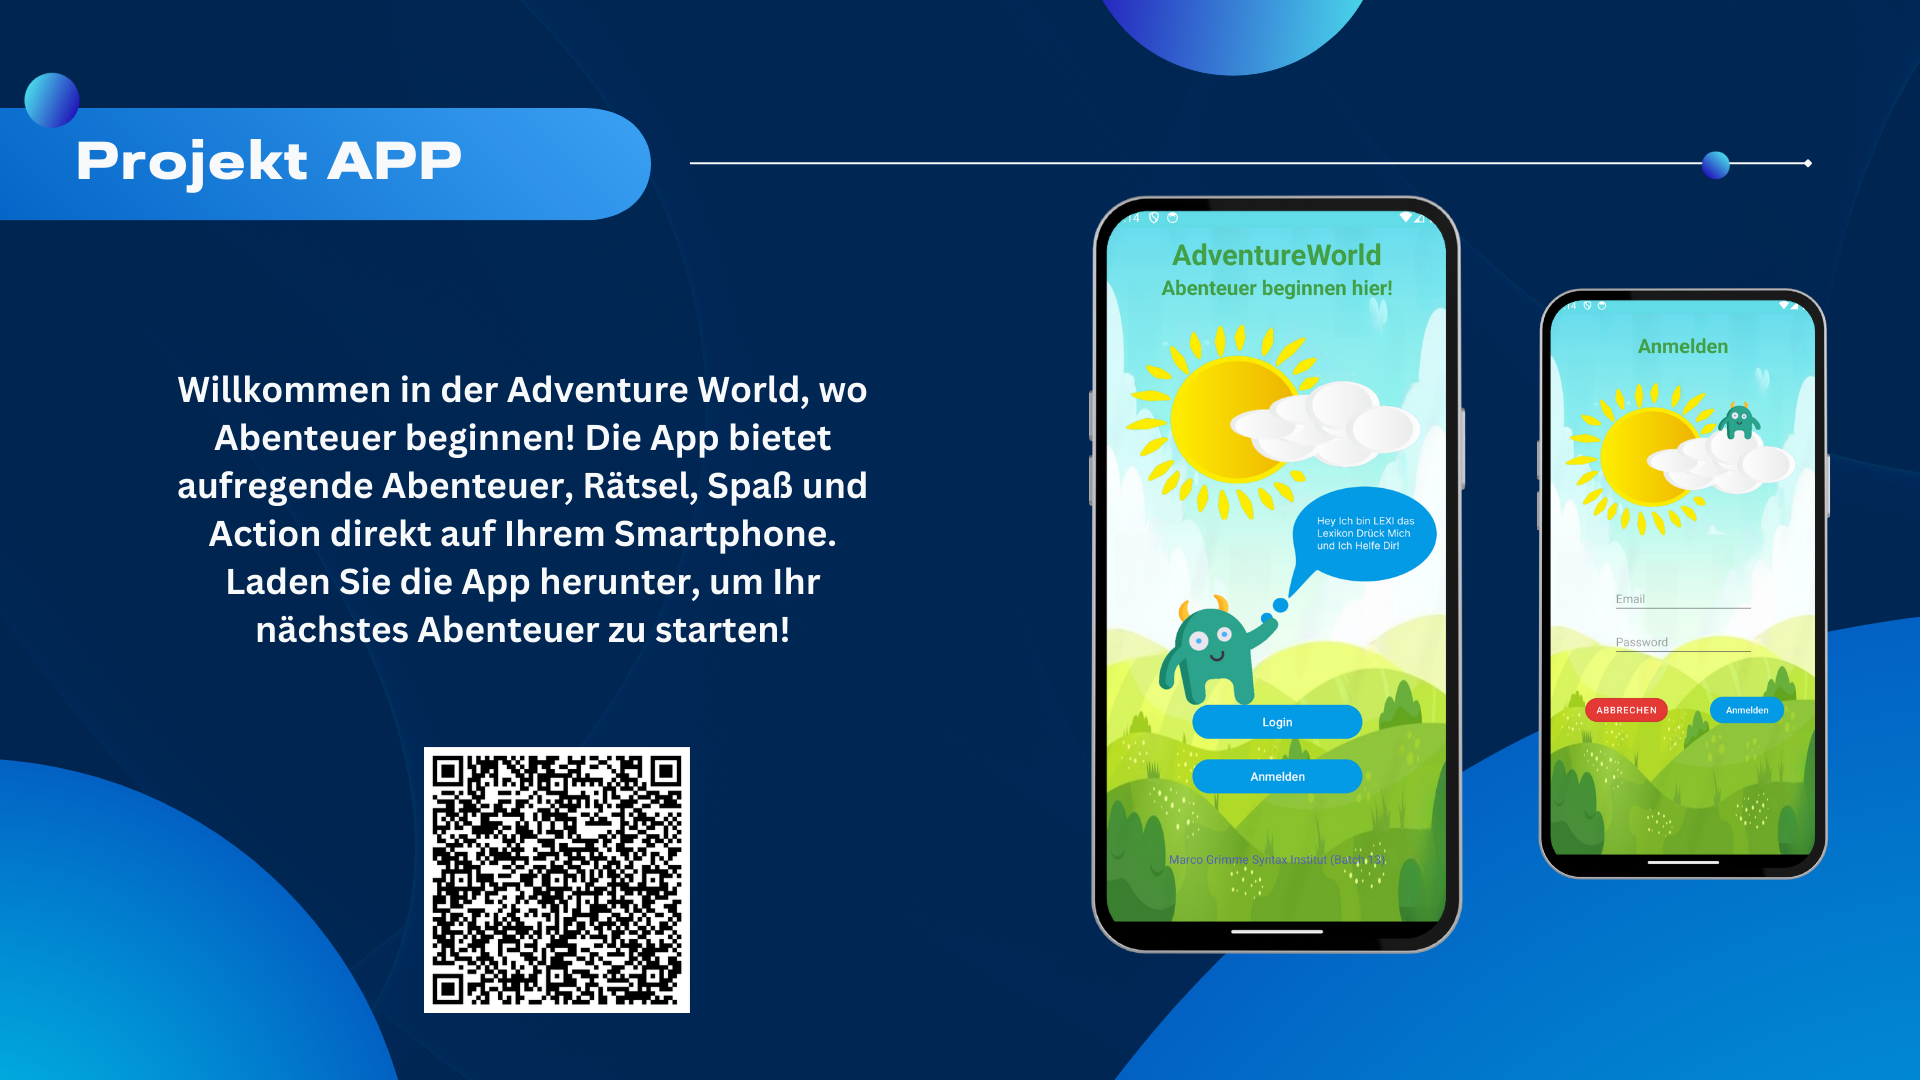 Projekt APP
Willkommen in der Adventure World, wo
Abenteuer beginnen! Die App bietet
aufregende Abenteuer, Rätsel, Spaß und
Action direkt auf Ihrem Smartphone.
Laden Sie die App herunter, um Ihr
nächstes Abenteuer zu starten!
AdventureWorld
Abenteuer beginnen hier!
Hey Ich bin LEXI das
Lexikon Drück Mich
und Ich Helfe Dir!
Login
Anmelden
Marco Grimme Syntax Institut (Batch 13)
Anmelden
Email
Password
ABBRECHEN
Anmelden